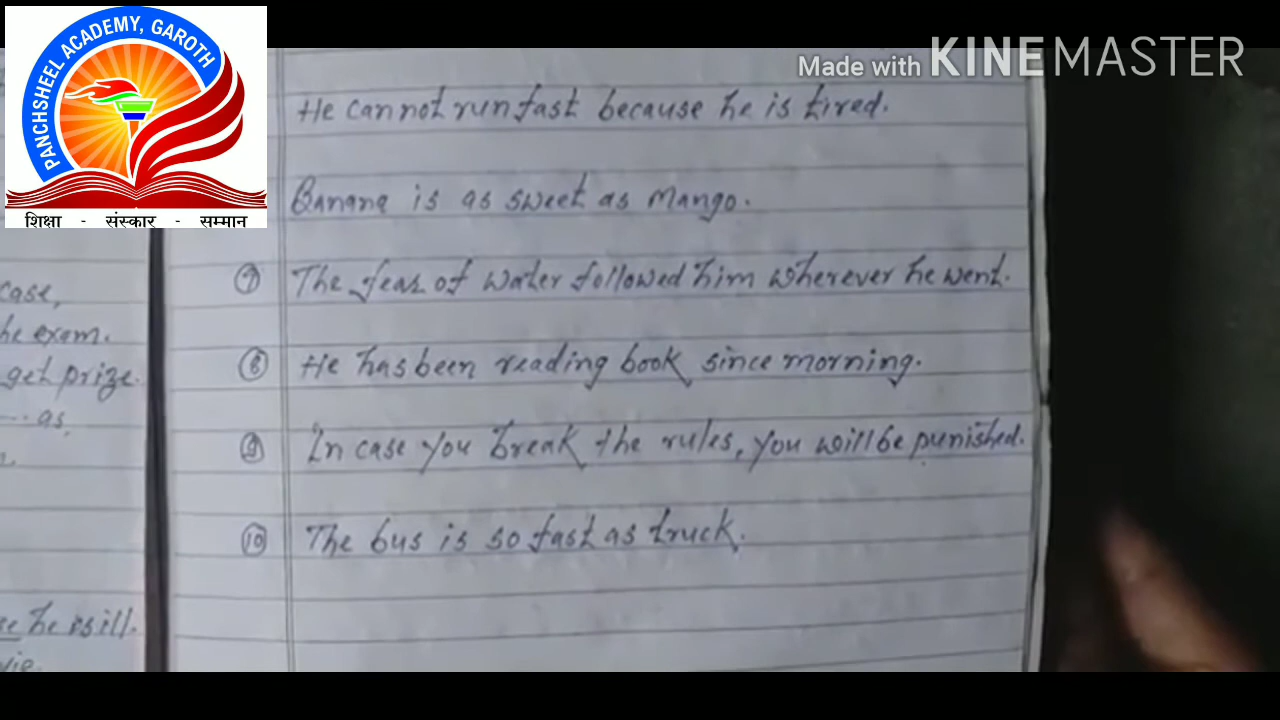 PANCHSHEEL ACADEMY, GAROTH
शिक्षा - संस्कार - सम्मान
Made with KINEMASTER
He cannot run fast because he is tired.
Banana is as sweet as Mango.
7 The fear of water followed him wherever he went.
8 He has been reading book since morning.
9 In case you break the rules, you will be punished.
10 The bus is so fast as truck.
case,
he exam.
get prize.
as.
he is ill.